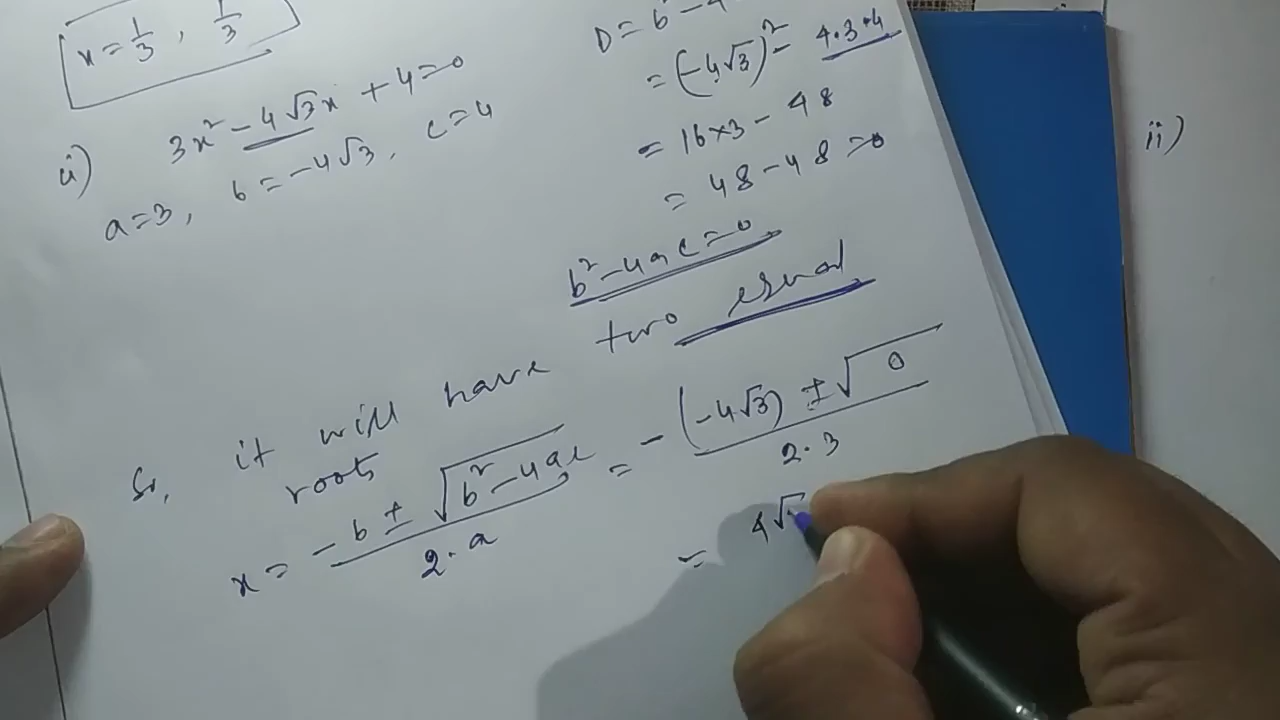 x = 1/3 , 1/3
ii) 3x² - 4√3x + 4 = 0
a = 3, b = -4√3, c = 4
D = b² - 4
= (-4√3)² - 4·3·4
= 16×3 - 48
= 48 - 48 = 0
b² - 4ac = 0
So, it will have two equal
roots
x = (-b ± √(b² - 4ac)) / (2·a) = (-(-4√3) ± √0) / (2·3)
= 4√
ii)